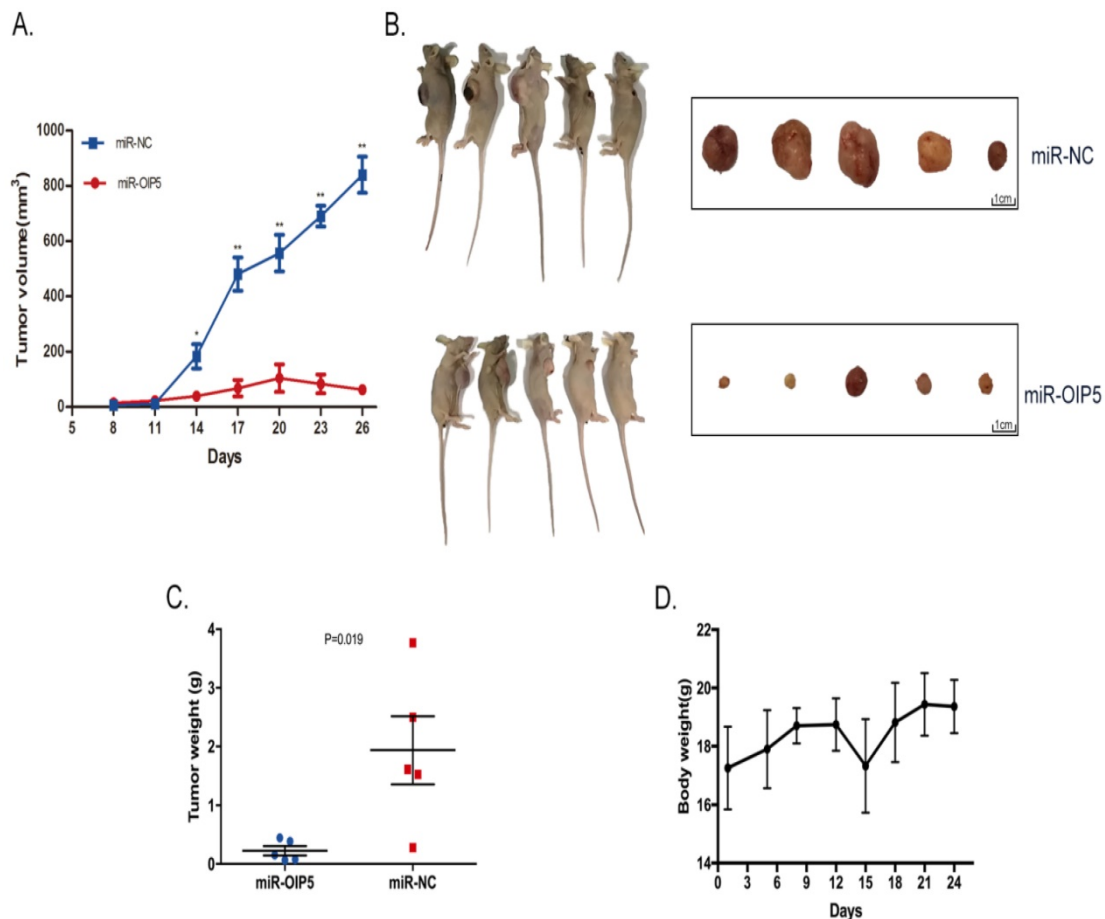 A.
1000
800
600
400
200
0
Tumor volume(mm³)
miR-NC
miR-OIP5
*
**
**
**
**
5 8 11 14 17 20 23 26
Days
B.
miR-NC
1cm
miR-OIP5
1cm
C.
4
3
2
1
0
Tumor weight (g)
P=0.019
miR-OIP5 miR-NC
D.
22
20
18
16
14
Body weight(g)
0 3 6 9 12 15 18 21 24
Days